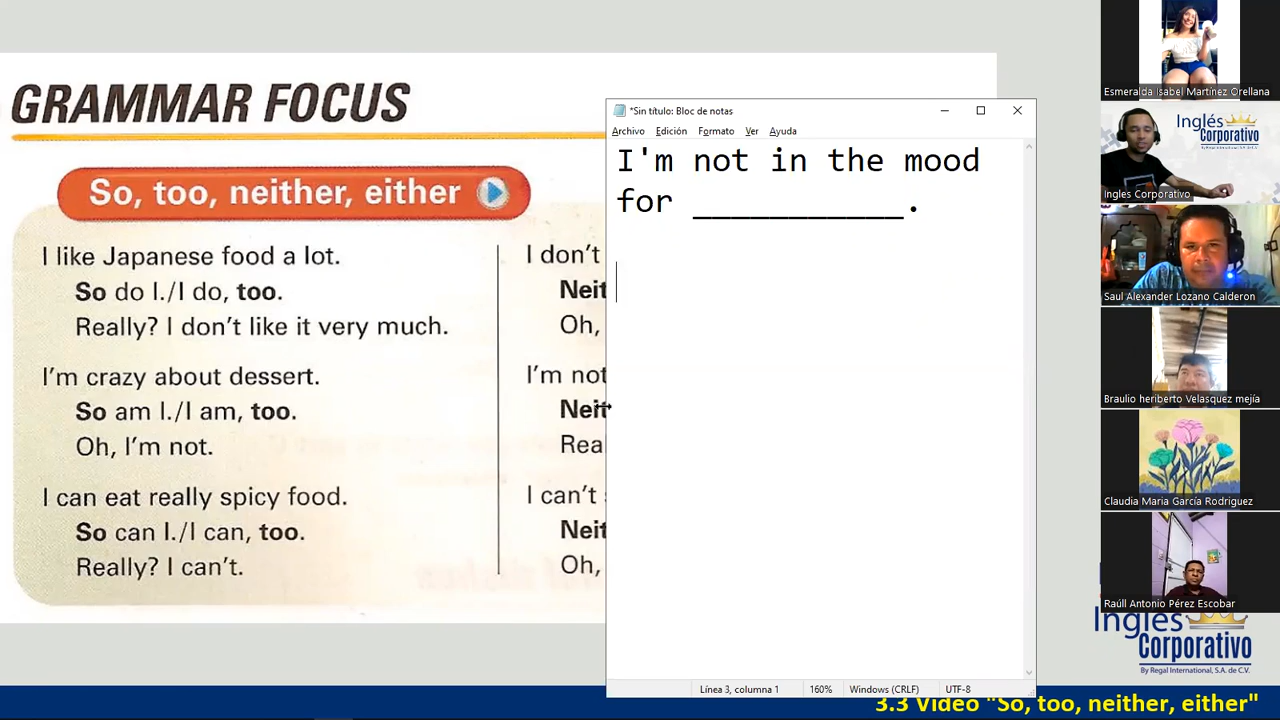 GRAMMAR FOCUS
So, too, neither, either
I like Japanese food a lot.
So do I./I do, too.
Really? I don't like it very much.
I'm crazy about dessert.
So am I./I am, too.
Oh, I'm not.
I can eat really spicy food.
So can I./I can, too.
Really? I can't.
I don't
Oh,
I'm not
I can't
Oh,
*Sin título: Bloc de notas
Archivo Edición Formato Ver Ayuda
I'm not in the mood
for ___________.
Línea 3, columna 1 160% Windows (CRLF) UTF-8
Esmeralda Isabel Martínez Orellana
Inglés
Corporativo
By Regal International, S.A. de C.V.
Ingles Corporativo
Saul Alexander Lozano Calderon
Braulio heriberto Velasquez mejía
Claudia Maria García Rodriguez
Raúll Antonio Pérez Escobar
Inglés
Corporativo
By Regal International, S.A. de C.V.
3.3 Video "So, too, neither, either"